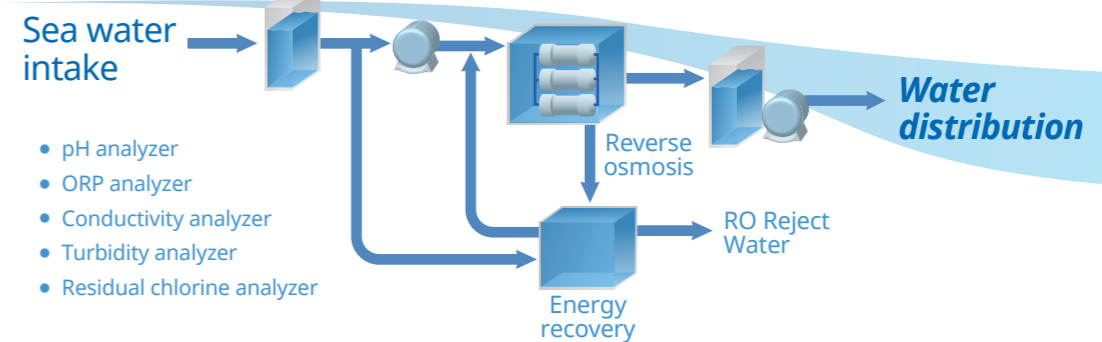 Sea water
intake
Water
distribution
Reverse
osmosis
• pH analyzer
• ORP analyzer
• Conductivity analyzer
• Turbidity analyzer
• Residual chlorine analyzer
RO Reject
Water
Energy
recovery